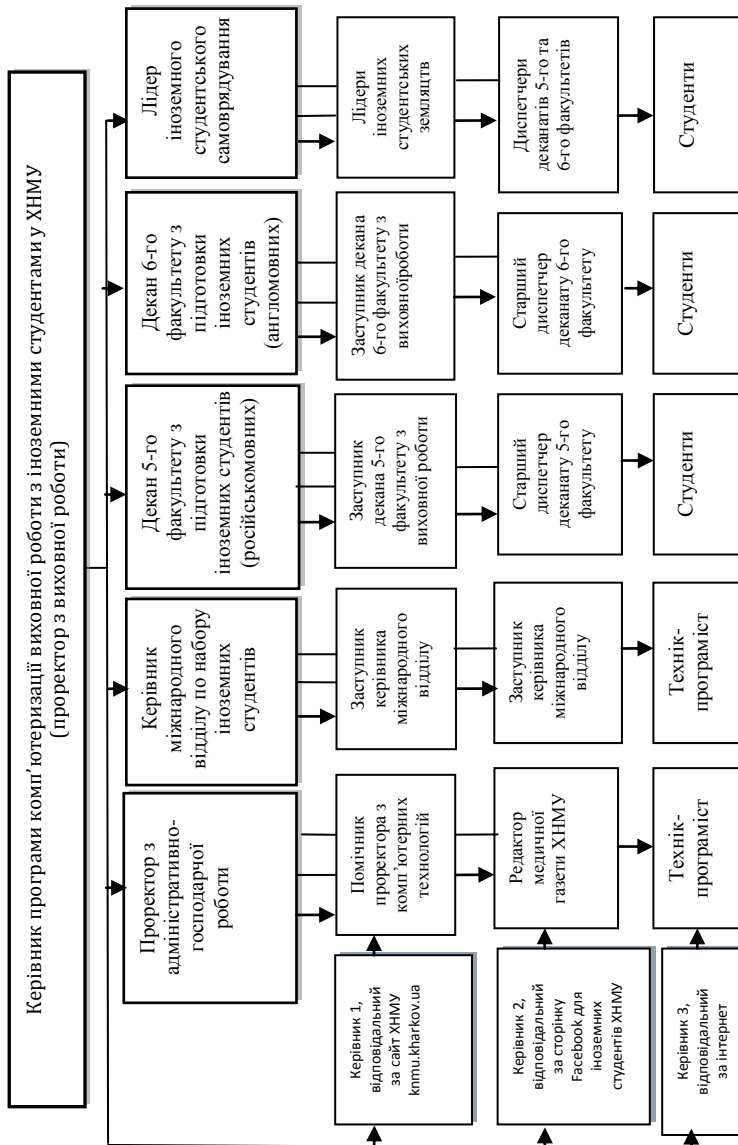 Керівник програми комп'ютеризації виховної роботи з іноземними студентами у ХНМУ
(проректор з виховної роботи)
Проректор з
адміністративно-
господарчої
роботи
Керівник
міжнародного
відділу по набору
іноземних
студентів
Декан 5-го
факультету з
підготовки
іноземних студентів
(російськомовних)
Декан 6-го
факультету з
підготовки
іноземних
студентів
(англомовних)
Лідер
іноземного
студентського
самоврядування
Керівник 1,
відповідальний
за сайт ХНМУ
knmu.kharkov.ua
Помічник
проректора з
комп'ютерних
технологій
Заступник
керівника
міжнародного
відділу
Заступник
декана 5-го
факультету з
виховної роботи
Заступник декана
6-го факультету з
виховноїроботи
Лідери
іноземних
студентських
земляцтв
Керівник 2,
відповідальний
за сторінку
Facebook для
іноземних
студентів ХНМУ
Редактор
медичної
газети ХНМУ
Заступник
керівника
міжнародного
відділу
Старший
диспетчер
деканату 5-го
факультету
Старший
диспетчер
деканату 6-го
факультету
Диспетчери
деканатів 5-го та
6-го факультетів
Керівник 3,
відповідальний
за інтернет
Технік-
програміст
Технік-
програміст
Студенти
Студенти
Студенти